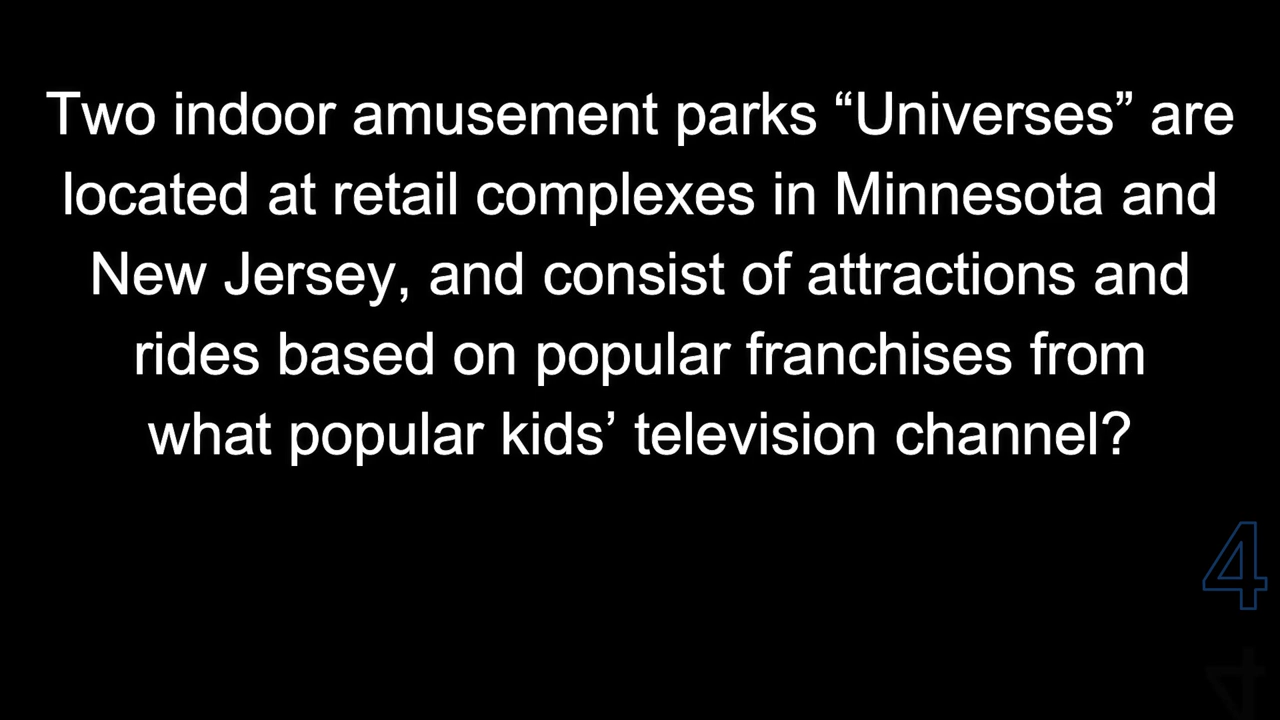 Two indoor amusement parks “Universes” are
located at retail complexes in Minnesota and
New Jersey, and consist of attractions and
rides based on popular franchises from
what popular kids’ television channel?
4